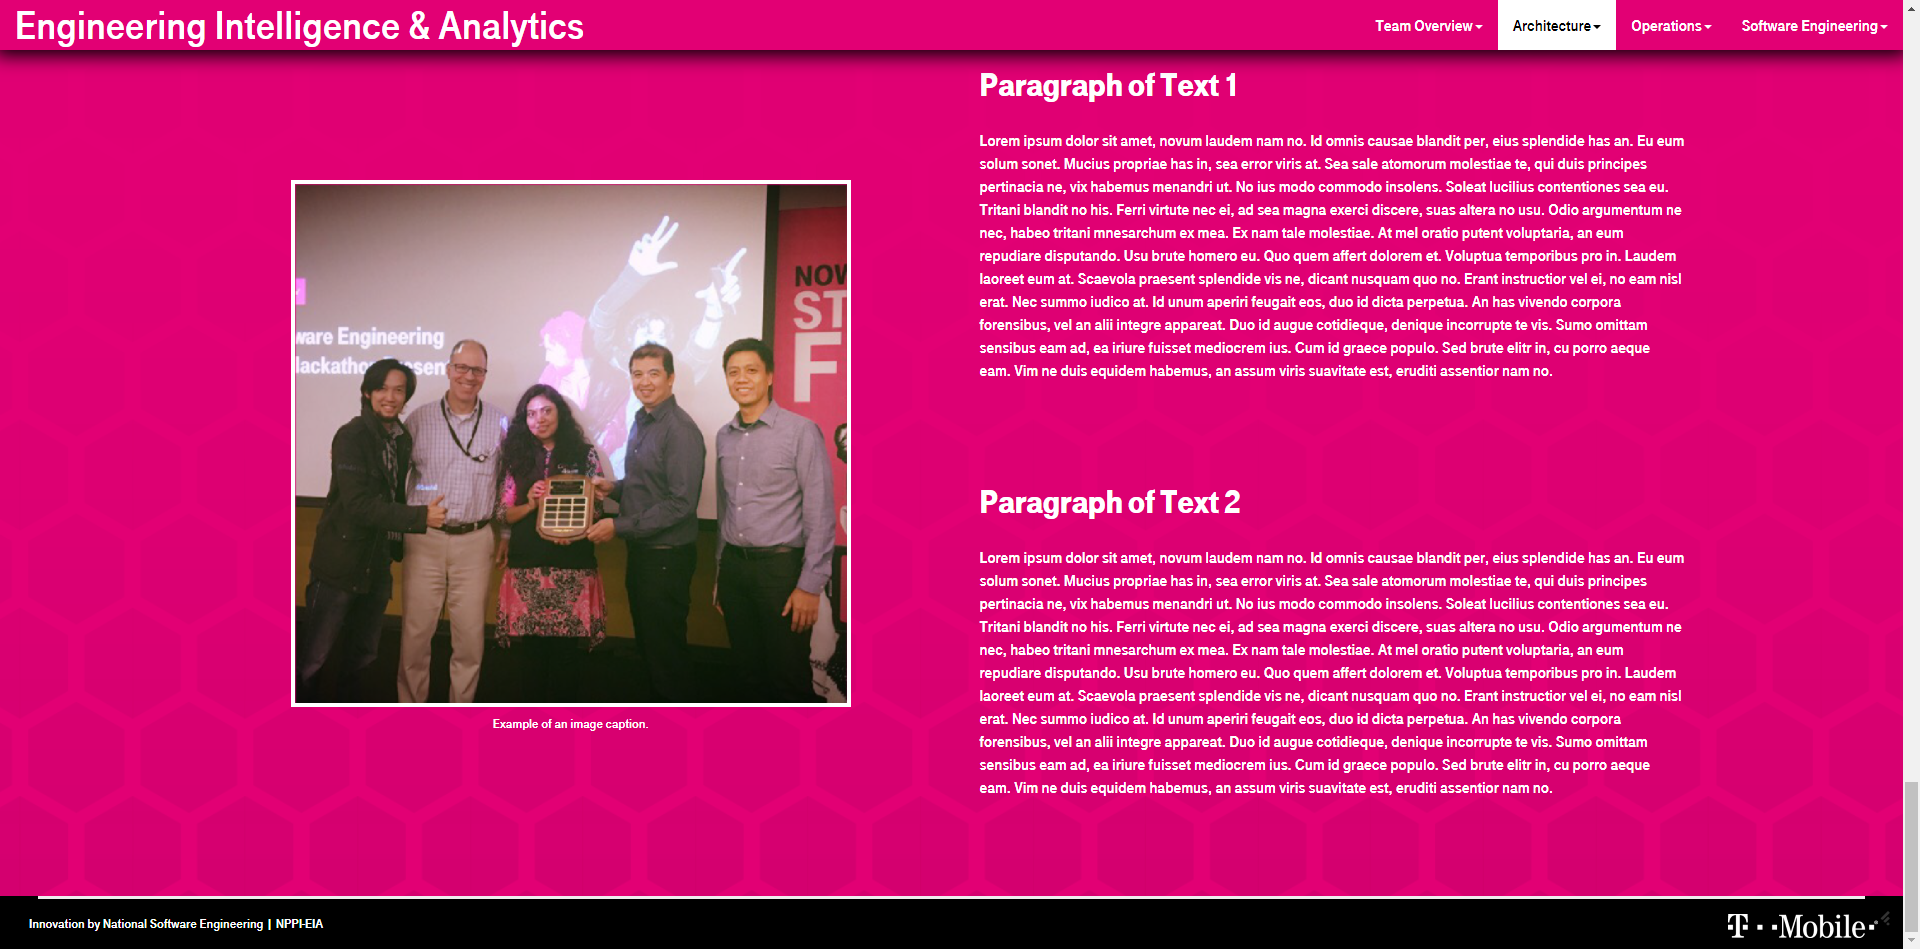 Engineering Intelligence & Analytics
Team Overview
Architecture
Operations
Software Engineering
ware Engineering
NOW
ST
F
Example of an image caption.
Paragraph of Text 1
Lorem ipsum dolor sit amet, novum laudem nam no. Id omnis causae blandit per, eius splendide has an. Eu eum
solum sonet. Mucius propriae has in, sea error viris at. Sea sale atomorum molestiae te, qui duis principes
pertinacia ne, vix habemus menandri ut. No ius modo commodo insolens. Soleat lucilius contentiones sea eu.
Tritani blandit no his. Ferri virtute nec ei, ad sea magna exerci discere, suas altera no usu. Odio argumentum ne
nec, habeo tritani mnesarchum ex mea. Ex nam tale molestiae. At mel oratio putent voluptaria, an eum
repudiare disputando. Usu brute homero eu. Quo quem affert dolorem et. Voluptua temporibus pro in. Laudem
laoreet eum at. Scaevola praesent splendide vis ne, dicant nusquam quo no. Erant instructior vel ei, no eam nisl
erat. Nec summo iudico at. Id unum aperiri feugait eos, duo id dicta perpetua. An has vivendo corpora
forensibus, vel an alii integre appareat. Duo id augue cotidieque, denique incorrupte te vis. Sumo omittam
sensibus eam ad, ea iriure fuisset mediocrem ius. Cum id graece populo. Sed brute elitr in, cu porro aeque
eam. Vim ne duis equidem habemus, an assum viris suavitate est, eruditi assentior nam no.
Paragraph of Text 2
Lorem ipsum dolor sit amet, novum laudem nam no. Id omnis causae blandit per, eius splendide has an. Eu eum
solum sonet. Mucius propriae has in, sea error viris at. Sea sale atomorum molestiae te, qui duis principes
pertinacia ne, vix habemus menandri ut. No ius modo commodo insolens. Soleat lucilius contentiones sea eu.
Tritani blandit no his. Ferri virtute nec ei, ad sea magna exerci discere, suas altera no usu. Odio argumentum ne
nec, habeo tritani mnesarchum ex mea. Ex nam tale molestiae. At mel oratio putent voluptaria, an eum
repudiare disputando. Usu brute homero eu. Quo quem affert dolorem et. Voluptua temporibus pro in. Laudem
laoreet eum at. Scaevola praesent splendide vis ne, dicant nusquam quo no. Erant instructior vel ei, no eam nisl
erat. Nec summo iudico at. Id unum aperiri feugait eos, duo id dicta perpetua. An has vivendo corpora
forensibus, vel an alii integre appareat. Duo id augue cotidieque, denique incorrupte te vis. Sumo omittam
sensibus eam ad, ea iriure fuisset mediocrem ius. Cum id graece populo. Sed brute elitr in, cu porro aeque
eam. Vim ne duis equidem habemus, an assum viris suavitate est, eruditi assentior nam no.
Innovation by National Software Engineering | NPPI-EIA
T··Mobile·